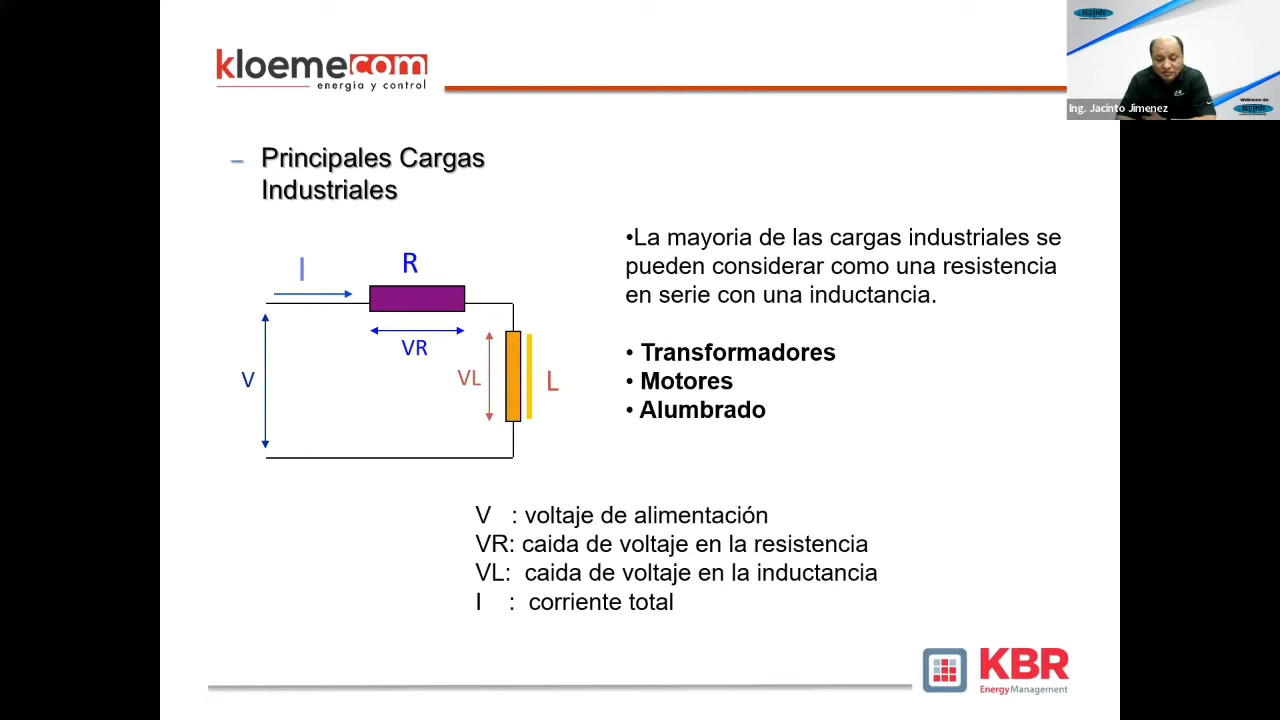 kloemecom
energía y control
Ing. Jacinto Jimenez
– Principales Cargas
Industriales
I
R
VR
V
VL
L
•La mayoria de las cargas industriales se
pueden considerar como una resistencia
en serie con una inductancia.
• Transformadores
• Motores
• Alumbrado
V : voltaje de alimentación
VR: caida de voltaje en la resistencia
VL: caida de voltaje en la inductancia
I : corriente total
KBR
EnergyManagement